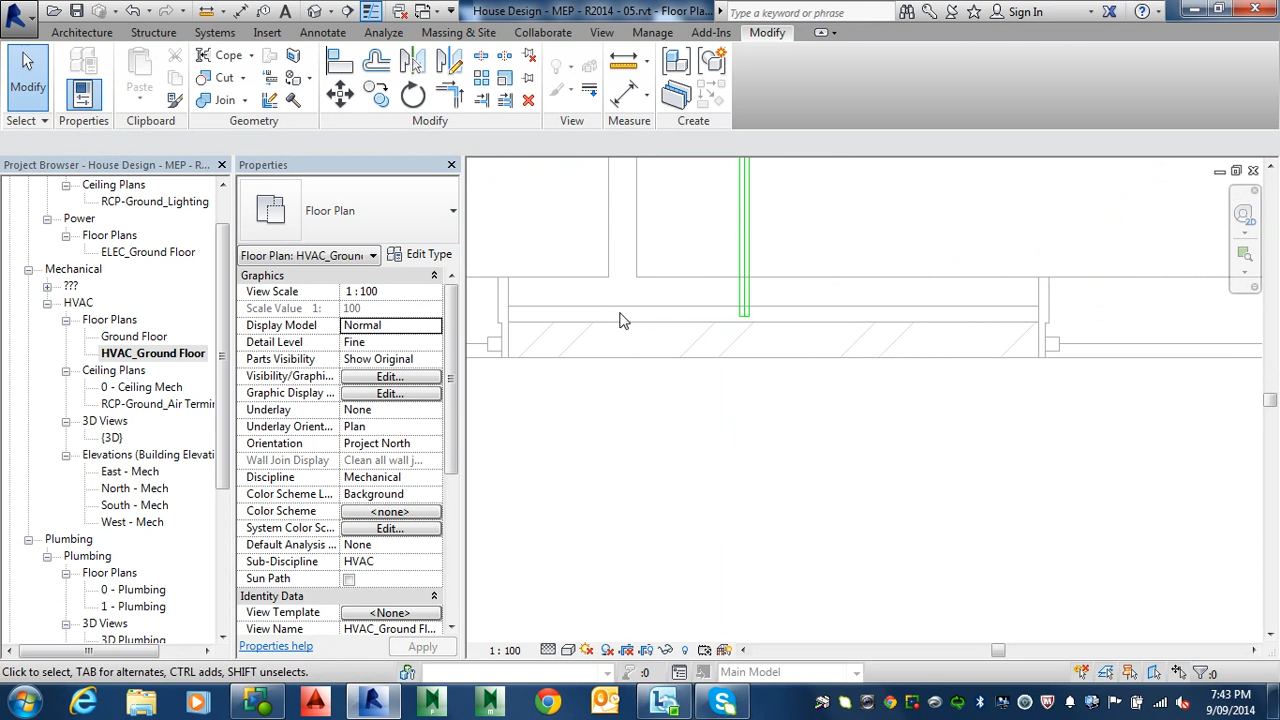 House Design - MEP - R2014 - 05.rvt - Floor Pla...
Type a keyword or phrase
Sign In
Architecture
Structure
Systems
Insert
Annotate
Analyze
Massing & Site
Collaborate
View
Manage
Add-Ins
Modify
Modify
Paste
Cope
Cut
Join
Select
Properties
Clipboard
Geometry
Modify
View
Measure
Create
Project Browser - House Design - MEP - R...
Ceiling Plans
RCP-Ground_Lighting
Power
Floor Plans
ELEC_Ground Floor
Mechanical
???
HVAC
Floor Plans
Ground Floor
HVAC_Ground Floor
Ceiling Plans
0 - Ceiling Mech
RCP-Ground_Air Termi
3D Views
{3D}
Elevations (Building Elevati
East - Mech
North - Mech
South - Mech
West - Mech
Plumbing
Plumbing
Floor Plans
0 - Plumbing
1 - Plumbing
3D Views
3D Plumbing
Properties
Floor Plan
Floor Plan: HVAC_Groun
Edit Type
Graphics
View Scale 1 : 100
Scale Value 1: 100
Display Model Normal
Detail Level Fine
Parts Visibility Show Original
Visibility/Graphi... Edit...
Graphic Display ... Edit...
Underlay None
Underlay Orient... Plan
Orientation Project North
Wall Join Display Clean all wall j...
Discipline Mechanical
Color Scheme L... Background
Color Scheme <none>
System Color Sc... Edit...
Default Analysis ... None
Sub-Discipline HVAC
Sun Path
Identity Data
View Template <None>
View Name HVAC_Ground Fl...
Properties help
Apply
2D
1 : 100
Click to select, TAB for alternates, CTRL adds, SHIFT unselects.
:0
Main Model
:0
7:43 PM
9/09/2014